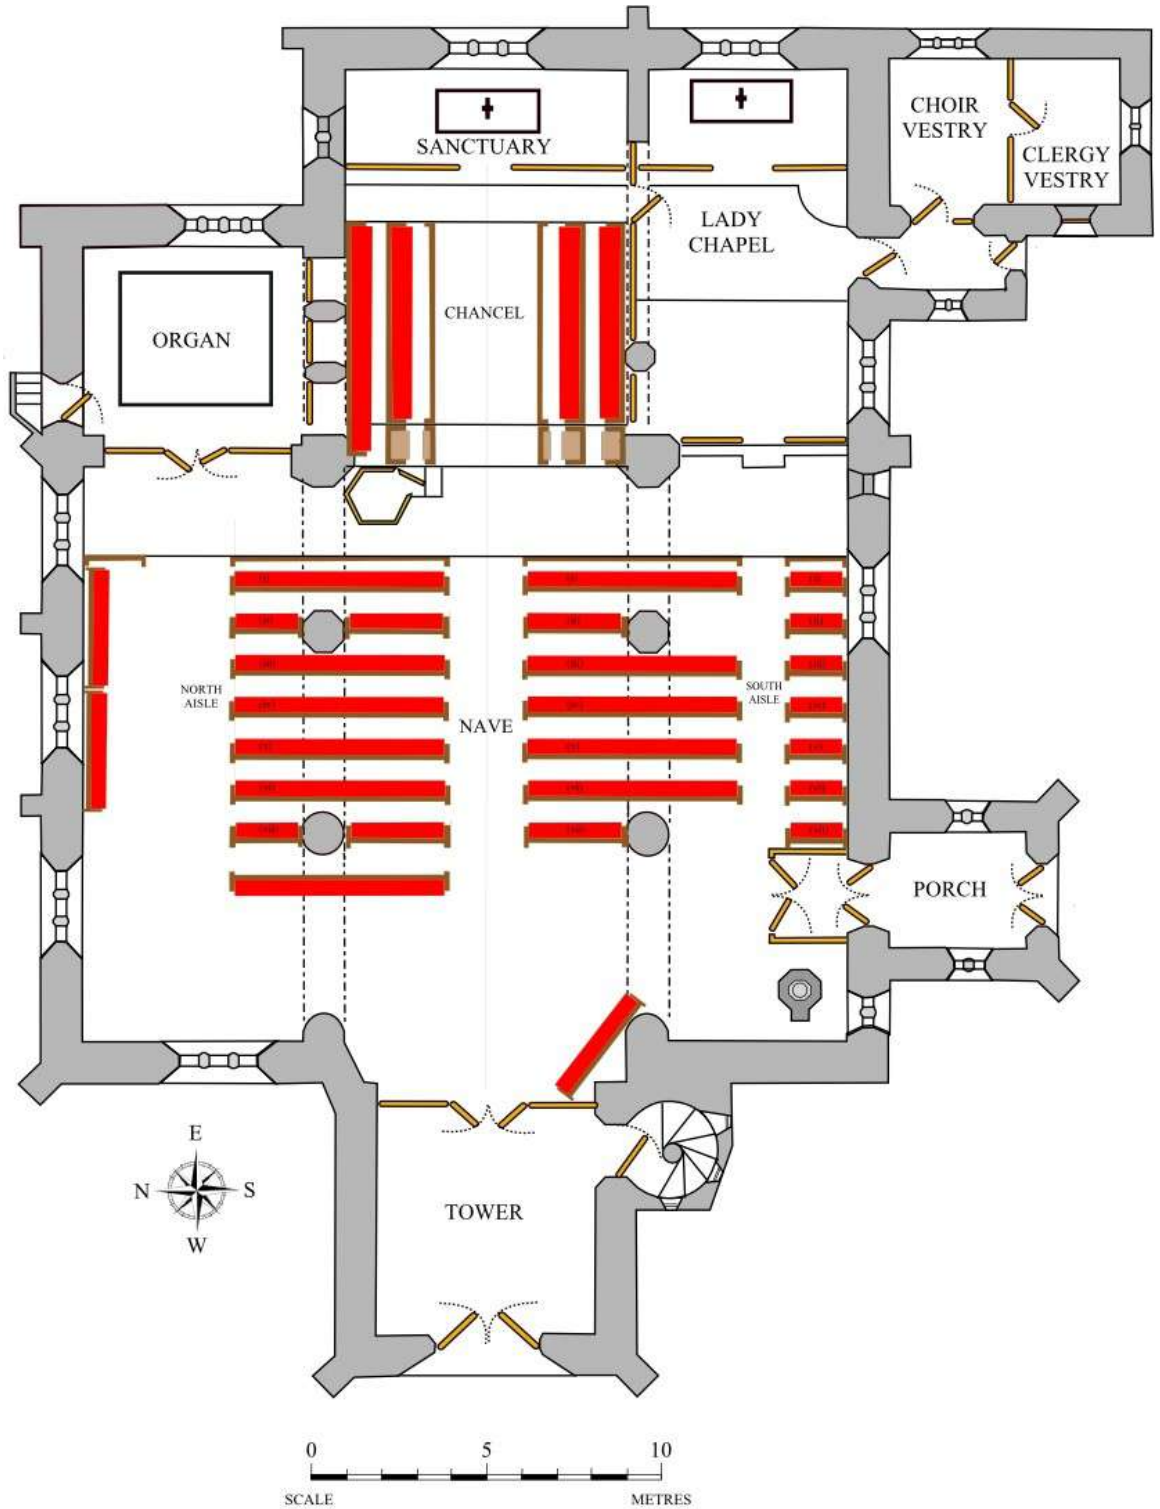 CHOIR
VESTRY
SANCTUARY
CLERGY
VESTRY
LADY
CHAPEL
CHANCEL
ORGAN
NORTH
AISLE
SOUTH
AISLE
NAVE
PORCH
E
N S
W
TOWER
0 5 10
SCALE METRES